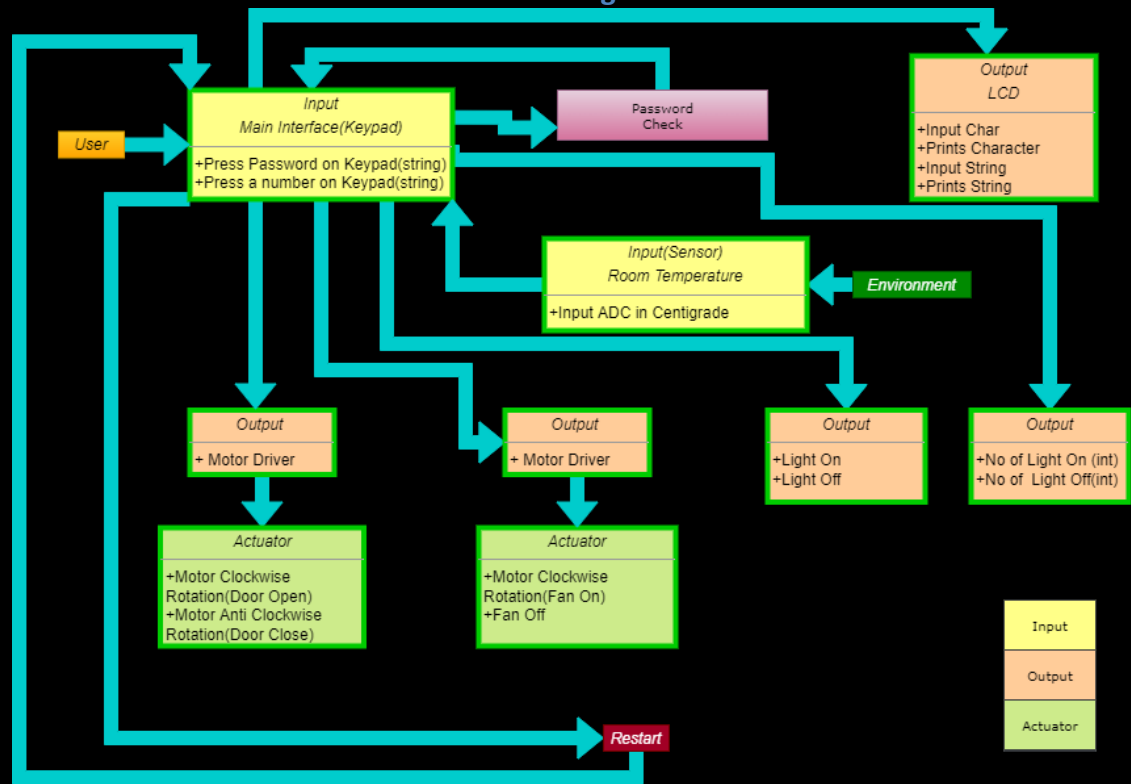 Output
LCD
+Input Char
+Prints Character
+Input String
+Prints String
Input
Main Interface(Keypad)
+Press Password on Keypad(string)
+Press a number on Keypad(string)
Password
Check
User
Input(Sensor)
Room Temperature
+Input ADC in Centigrade
Environment
Output
+ Motor Driver
Output
+ Motor Driver
Output
+Light On
+Light Off
Output
+No of Light On (int)
+No of Light Off(int)
Actuator
+Motor Clockwise
Rotation(Door Open)
+Motor Anti Clockwise
Rotation(Door Close)
Actuator
+Motor Clockwise
Rotation(Fan On)
+Fan Off
Input
Output
Actuator
Restart